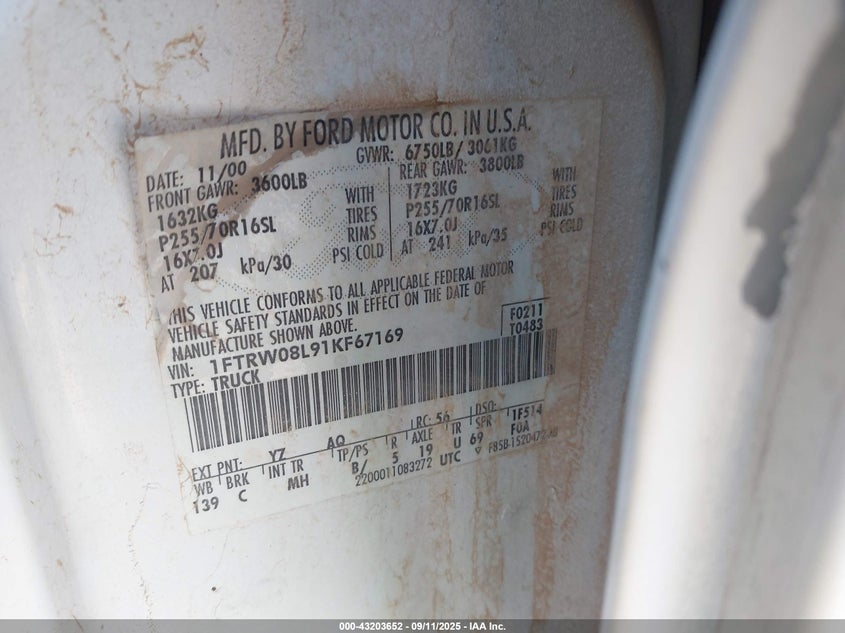 MFD. BY FORD MOTOR CO. IN U.S.A.
DATE: 11/00 GVWR: 6750LB/ 3061KG
FRONT GAWR: 3600LB REAR GAWR: 3800LB
1632KG WITH 1723KG WITH
P255/70R16SL TIRES P255/70R16SL TIRES
16X7.0J RIMS 16X7.0J RIMS
AT 207 kPa/30 PSI COLD AT 241 kPa/35 PSI COLD
THIS VEHICLE CONFORMS TO ALL APPLICABLE FEDERAL MOTOR
VEHICLE SAFETY STANDARDS IN EFFECT ON THE DATE OF
MANUFACTURE SHOWN ABOVE.
F0211
VIN: 1FTRW08L91KF67169 T0483
TYPE: TRUCK
EXT PNT: YZ AQ RC: 56 DSO: 1F514
WB BRK INT TR TP/PS R AXLE TR SPR F0A
139 C MH B/ 5 19 U 69
2200011083272 UTC
000-43203652 - 09/11/2025 - IAA Inc.